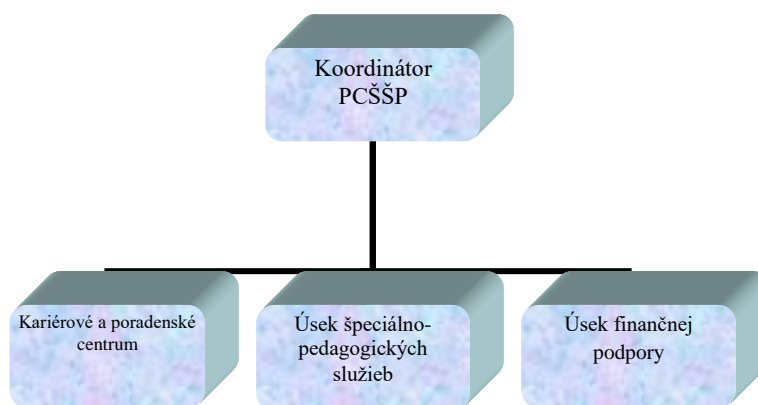 Koordinátor
PCŠŠP
Kariérové a poradenské
centrum
Úsek špeciálno-
pedagogických
služieb
Úsek finančnej
podpory